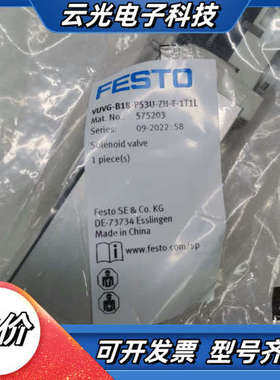 云光电子科技
FESTO
VUVG-B18-P53U-ZH-F-1T1L
Mat. No.: 575203
Series: 09-2022:S8
Solenoid valve
1 piece(s)
Festo SE & Co. KG
DE-73734 Esslingen
Made in China
www.festo.com/sp
价
可开发票 型号齐